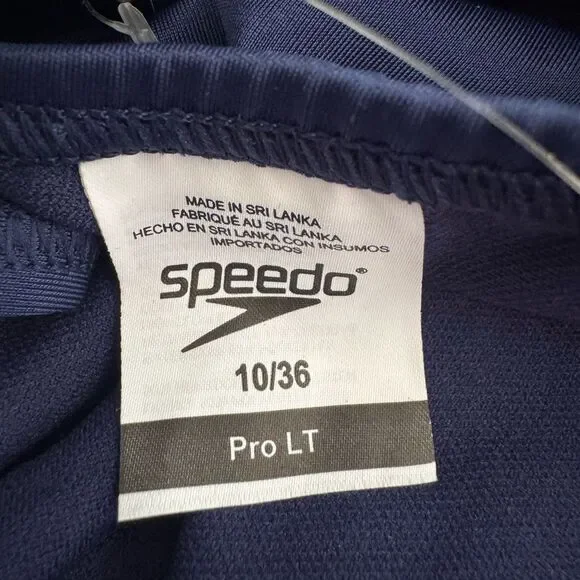 MADE IN SRI LANKA
FABRIQUÉ AU SRI LANKA
HECHO EN SRI LANKA CON INSUMOS
IMPORTADOS
speedo®
10/36
Pro LT